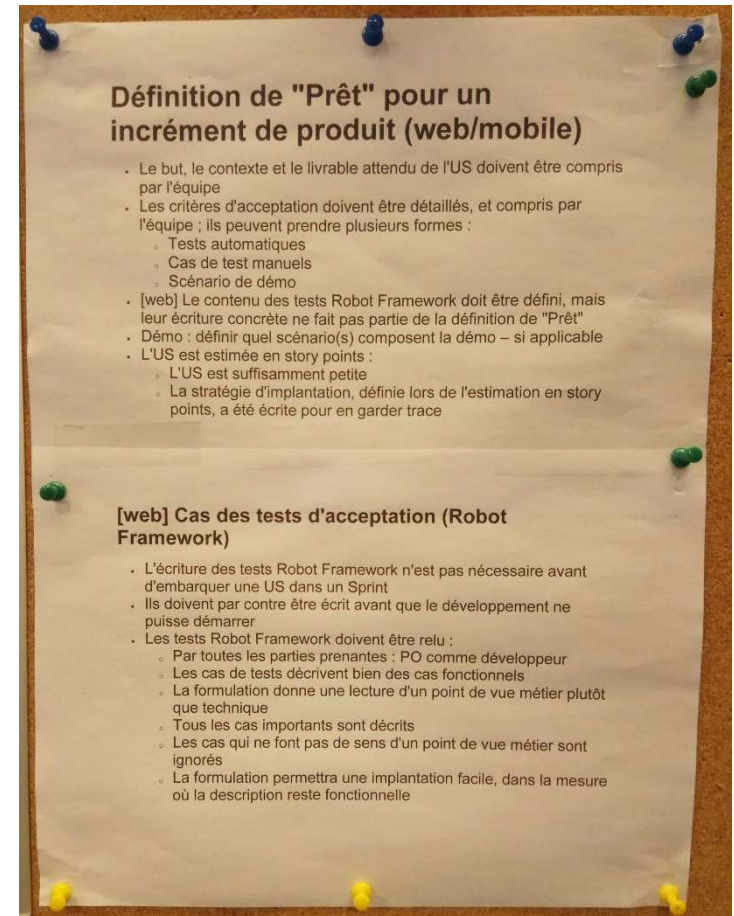 Définition de "Prêt" pour un
incrément de produit (web/mobile)
• Le but, le contexte et le livrable attendu de l'US doivent être compris
par l'équipe
• Les critères d'acceptation doivent être détaillés, et compris par
l'équipe ; ils peuvent prendre plusieurs formes :
○ Tests automatiques
○ Cas de test manuels
○ Scénario de démo
• [web] Le contenu des tests Robot Framework doit être défini, mais
leur écriture concrète ne fait pas partie de la définition de "Prêt"
• Démo : définir quel scénario(s) composent la démo – si applicable
• L'US est estimée en story points :
○ L'US est suffisamment petite
○ La stratégie d'implantation, définie lors de l'estimation en story
points, a été écrite pour en garder trace
[web] Cas des tests d'acceptation (Robot
Framework)
• L'écriture des tests Robot Framework n'est pas nécessaire avant
d'embarquer une US dans un Sprint
• Ils doivent par contre être écrit avant que le développement ne
puisse démarrer
• Les tests Robot Framework doivent être relu :
○ Par toutes les parties prenantes : PO comme développeur
○ Les cas de tests décrivent bien des cas fonctionnels
○ La formulation donne une lecture d'un point de vue métier plutôt
que technique
○ Tous les cas importants sont décrits
○ Les cas qui ne font pas de sens d'un point de vue métier sont
ignorés
○ La formulation permettra une implantation facile, dans la mesure
où la description reste fonctionnelle